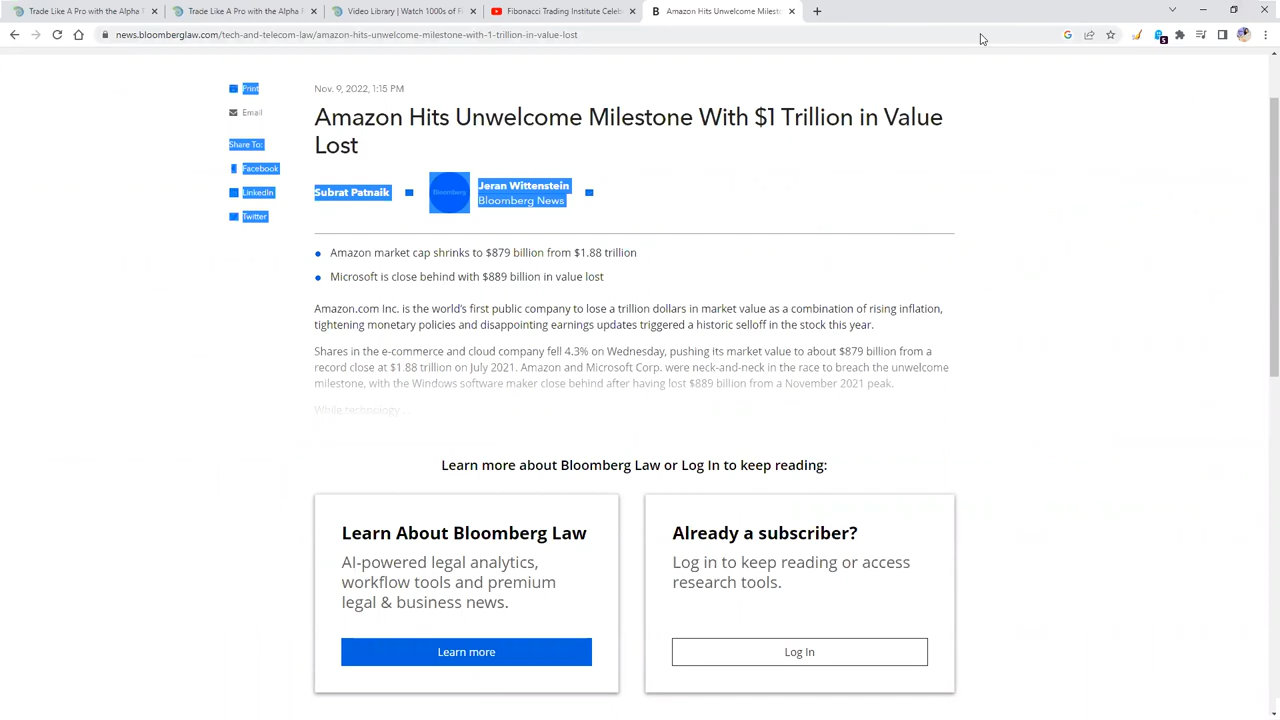 Trade Like A Pro with the Alpha
Trade Like A Pro with the Alpha
Video Library | Watch 1000s of
Fibonacci Trading Institute Celeb
Amazon Hits Unwelcome Milest
news.bloomberglaw.com/tech-and-telecom-law/amazon-hits-unwelcome-milestone-with-1-trillion-in-value-lost
5
Print
Email
Share To:
Facebook
LinkedIn
Twitter
Nov. 9, 2022, 1:15 PM
Amazon Hits Unwelcome Milestone With $1 Trillion in Value
Lost
Subrat Patnaik
Bloomberg
Jeran Wittenstein
Bloomberg News
Amazon market cap shrinks to $879 billion from $1.88 trillion
Microsoft is close behind with $889 billion in value lost
Amazon.com Inc. is the world's first public company to lose a trillion dollars in market value as a combination of rising inflation,
tightening monetary policies and disappointing earnings updates triggered a historic selloff in the stock this year.
Shares in the e-commerce and cloud company fell 4.3% on Wednesday, pushing its market value to about $879 billion from a
record close at $1.88 trillion on July 2021. Amazon and Microsoft Corp. were neck-and-neck in the race to breach the unwelcome
milestone, with the Windows software maker close behind after having lost $889 billion from a November 2021 peak.
While technology...
Learn more about Bloomberg Law or Log In to keep reading:
Learn About Bloomberg Law
AI-powered legal analytics,
workflow tools and premium
legal & business news.
Learn more
Already a subscriber?
Log in to keep reading or access
research tools.
Log In